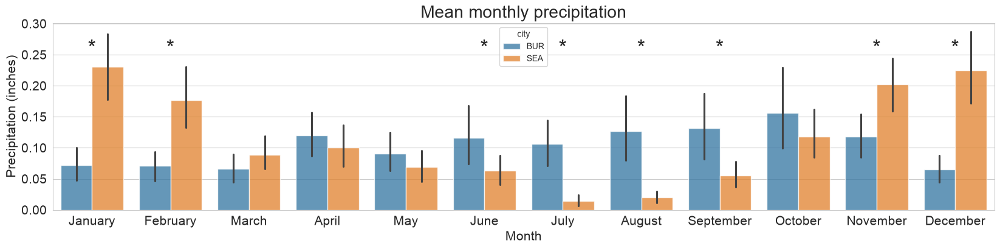 Mean monthly precipitation
Precipitation (inches)
0.30
0.25
0.20
0.15
0.10
0.05
0.00
* * * * * * * *
city
BUR
SEA
January February March April May June July August September October November December
Month